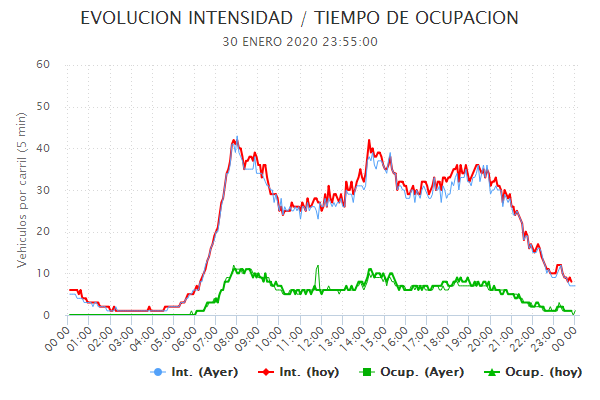 EVOLUCION INTENSIDAD / TIEMPO DE OCUPACION
30 ENERO 2020 23:55:00
Vehiculos por carril (5 min)
60
50
40
30
20
10
0
00:00 01:00 02:00 03:00 04:00 05:00 06:00 07:00 08:00 09:00 10:00 11:00 12:00 13:00 14:00 15:00 16:00 17:00 18:00 19:00 20:00 21:00 22:00 23:00 00:00
Int. (Ayer) Int. (hoy) Ocup. (Ayer) Ocup. (hoy)